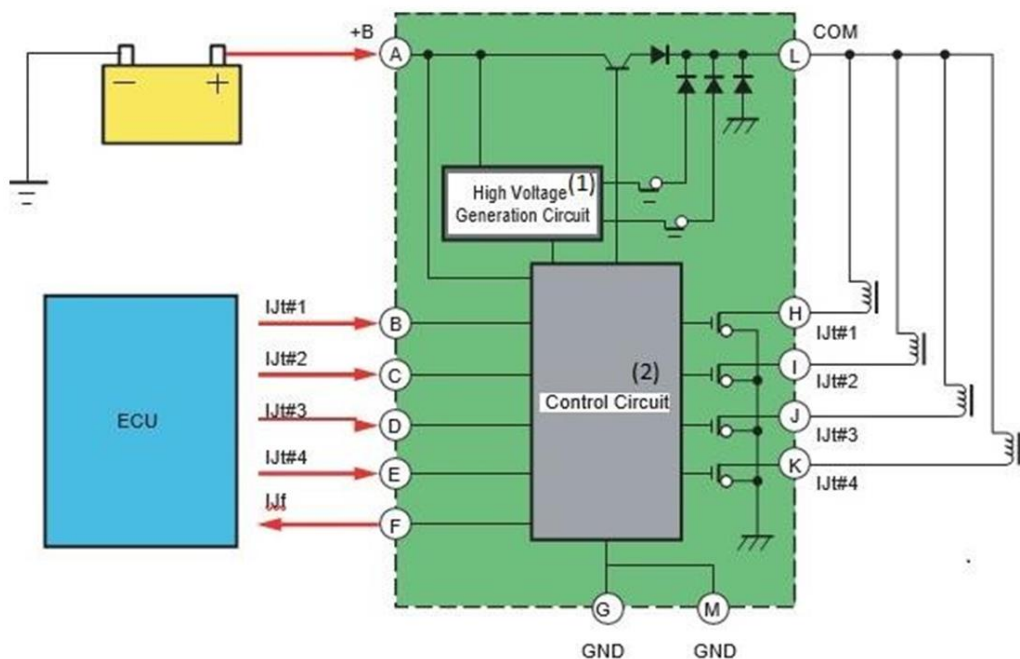 +B
COM
A
L
− +
High Voltage (1)
Generation Circuit
IJt#1
B
H
IJt#1
IJt#2
C
I
IJt#2
(2)
Control Circuit
ECU
IJt#3
D
J
IJt#3
IJt#4
E
K
IJt#4
IJf
F
G
M
GND
GND